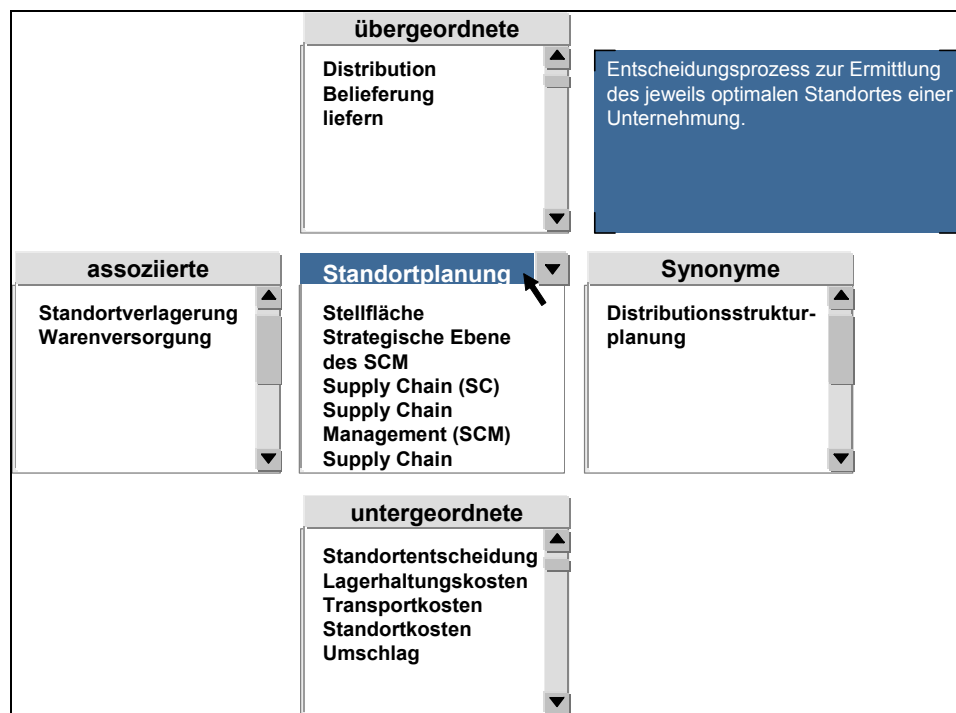 übergeordnete
Distribution
Belieferung
liefern
Entscheidungsprozess zur Ermittlung
des jeweils optimalen Standortes einer
Unternehmung.
assoziierte
Standortverlagerung
Warenversorgung
Standortplanung
Stellfläche
Strategische Ebene
des SCM
Supply Chain (SC)
Supply Chain
Management (SCM)
Supply Chain
Synonyme
Distributionsstruktur-
planung
untergeordnete
Standortentscheidung
Lagerhaltungskosten
Transportkosten
Standortkosten
Umschlag